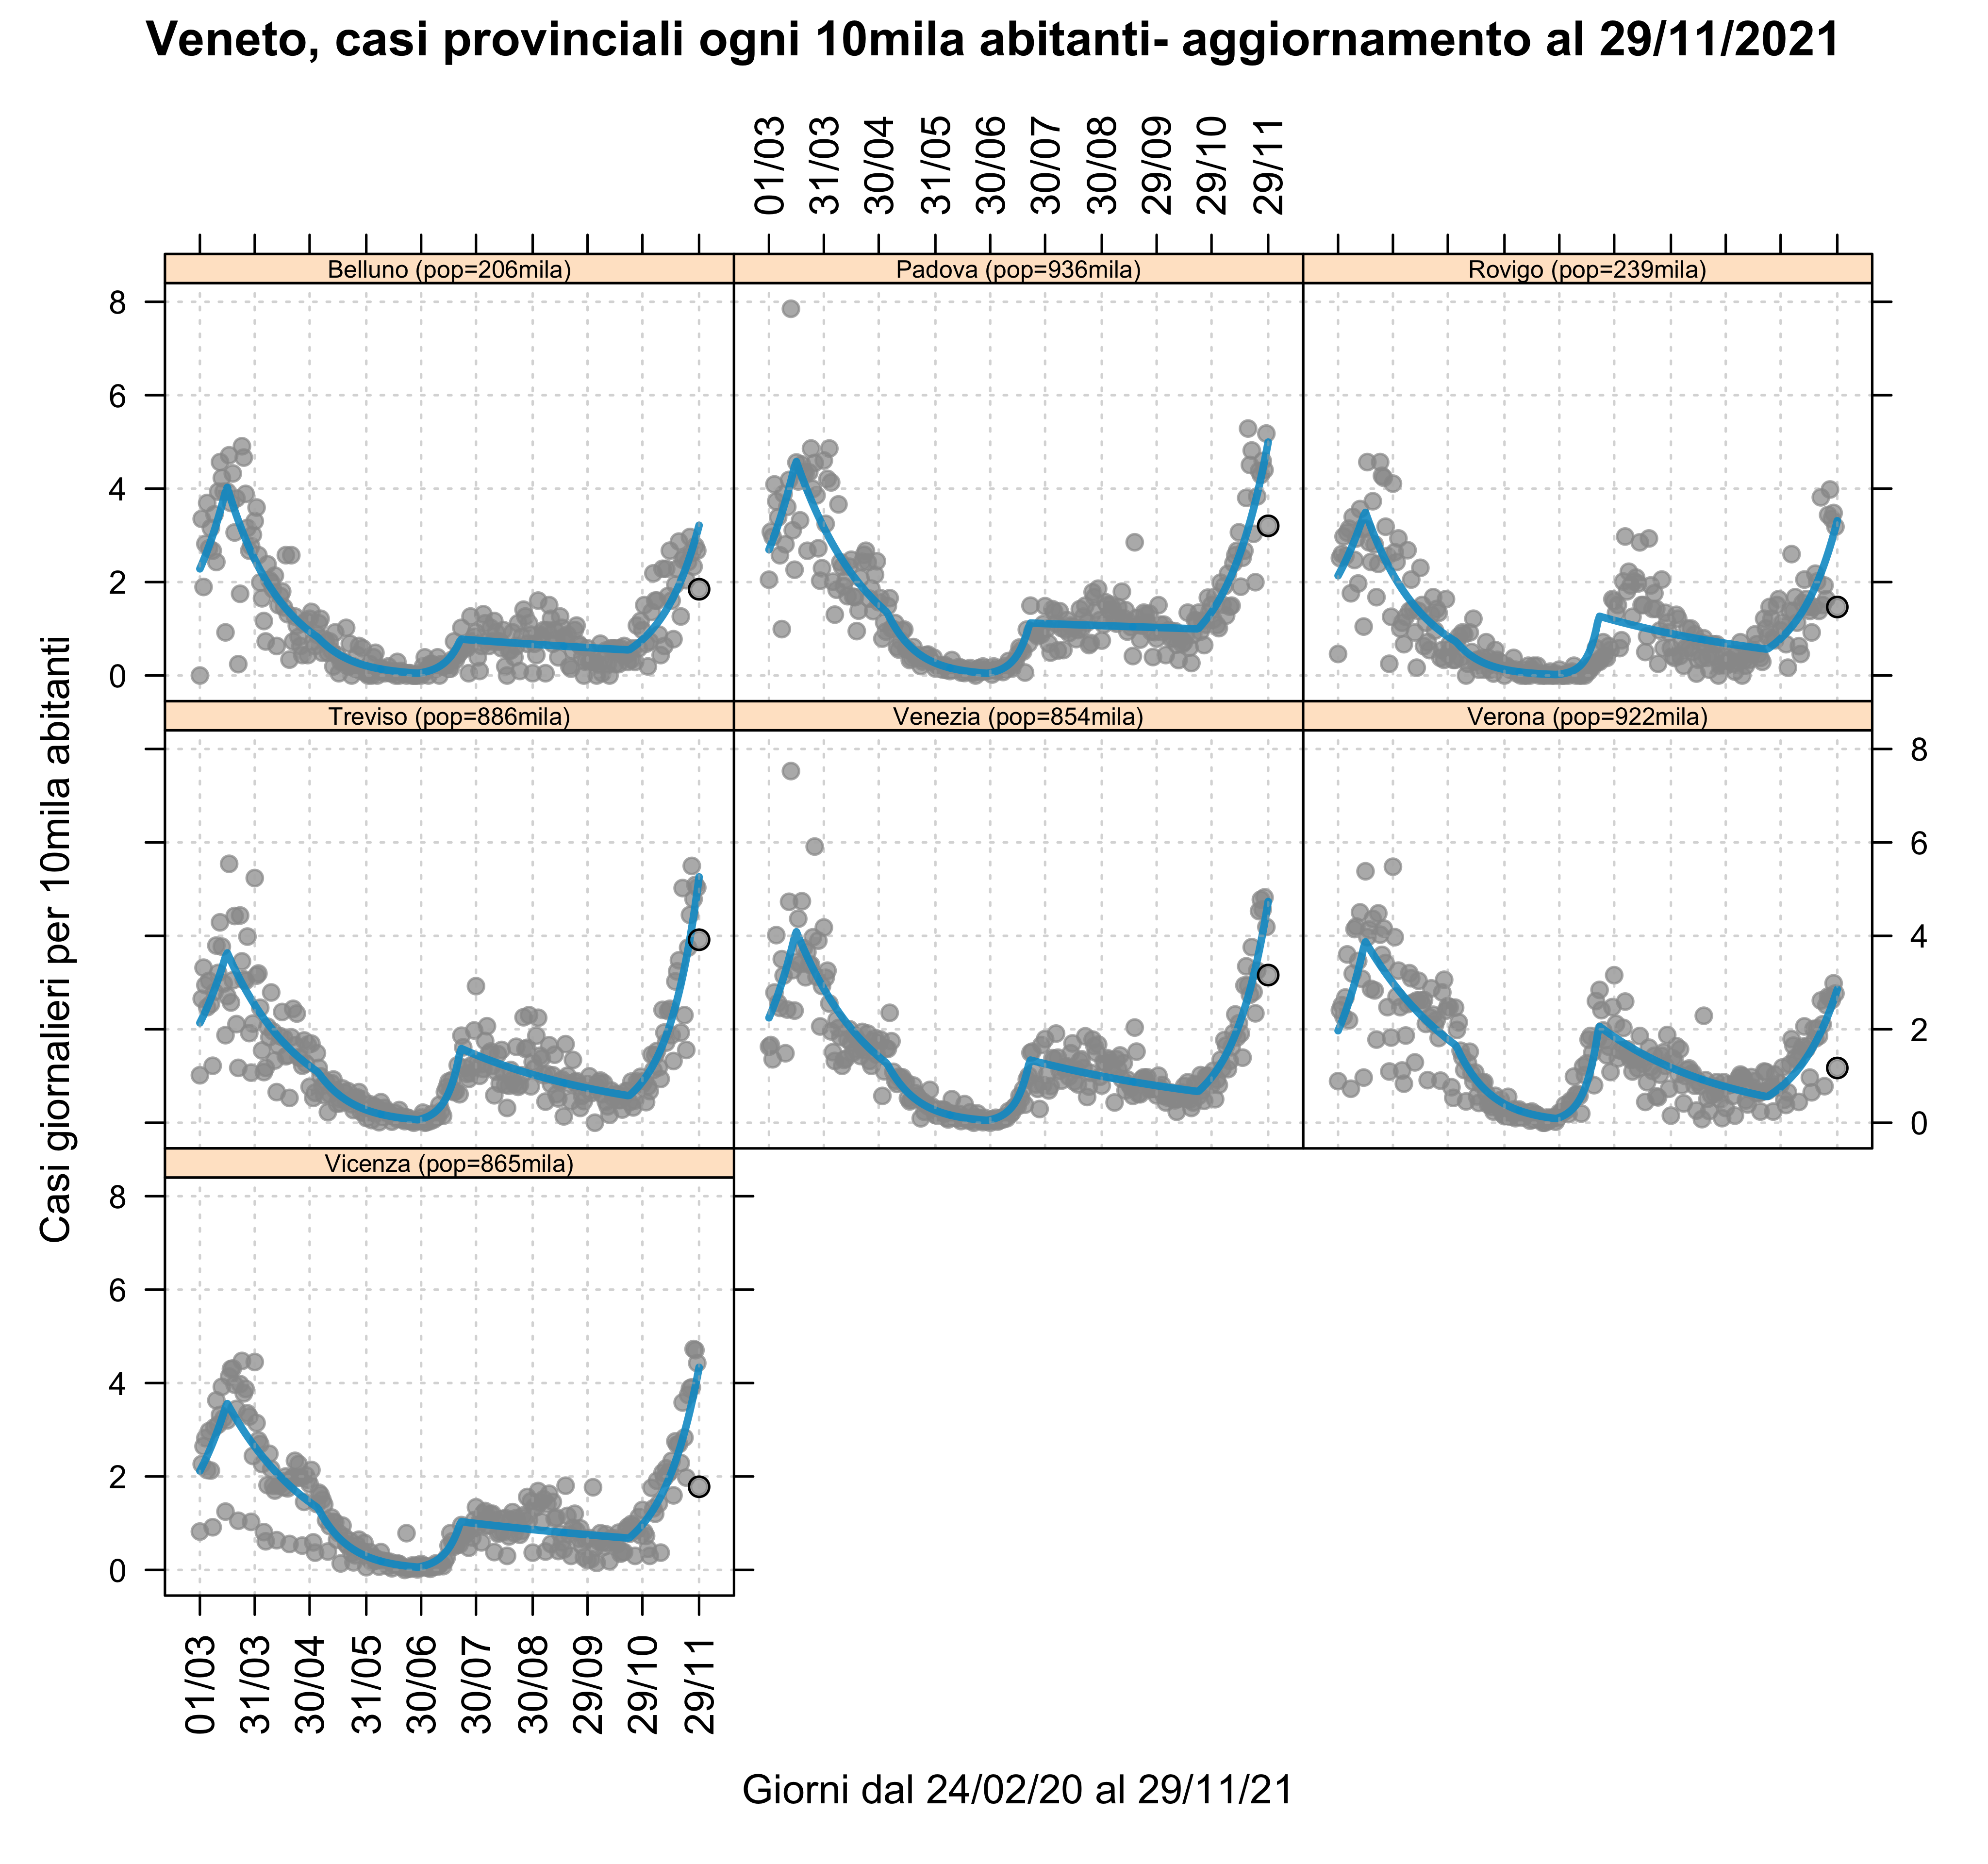 Veneto, casi provinciali ogni 10mila abitanti- aggiornamento al 29/11/2021
01/03 31/03 30/04 31/05 30/06 30/07 30/08 29/09 29/10 29/11
Belluno (pop=206mila) Padova (pop=936mila) Rovigo (pop=239mila)
8
6
4
2
0
Treviso (pop=886mila) Venezia (pop=854mila) Verona (pop=922mila)
8
6
4
2
0
Vicenza (pop=865mila)
8
6
4
2
0
Casi giornalieri per 10mila abitanti
01/03 31/03 30/04 31/05 30/06 30/07 30/08 29/09 29/10 29/11
Giorni dal 24/02/20 al 29/11/21